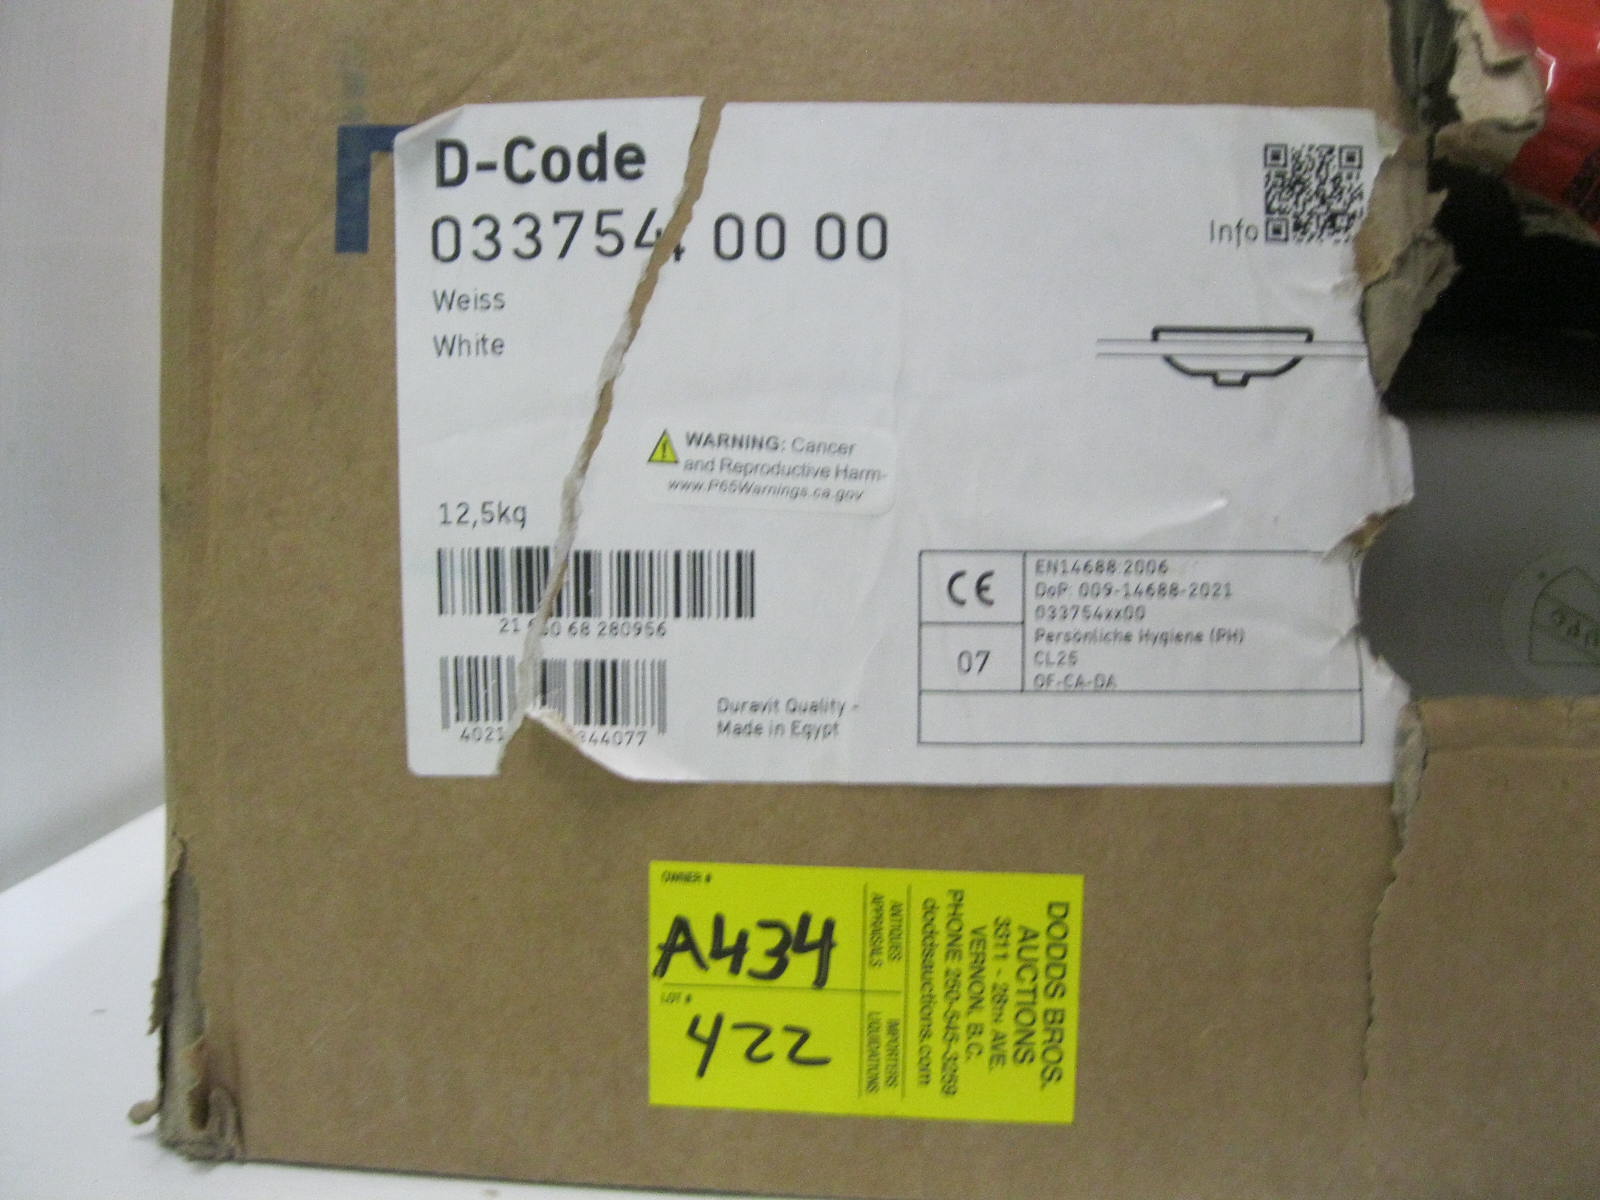 D-Code
033754 00 00
Weiss
White
Info
WARNING: Cancer
and Reproductive Harm-
www.P65Warnings.ca.gov
12,5kg
68 280956
4021 344077
Duravit Quality -
Made in Egypt
CE
07
EN14688:2006
DoP: 009-14688-2021
033754xx00
Persönliche Hygiene (PH)
CL25
OF-CA-DA
OWNER #
A434
LOT #
422
ANTIQUES
APPRAISALS
IMPORTERS
LIQUIDATIONS
DODDS BROS.
AUCTIONS
3311 - 28TH AVE.
VERNON, B.C.
PHONE 250-545-3259
doddsauctions.com